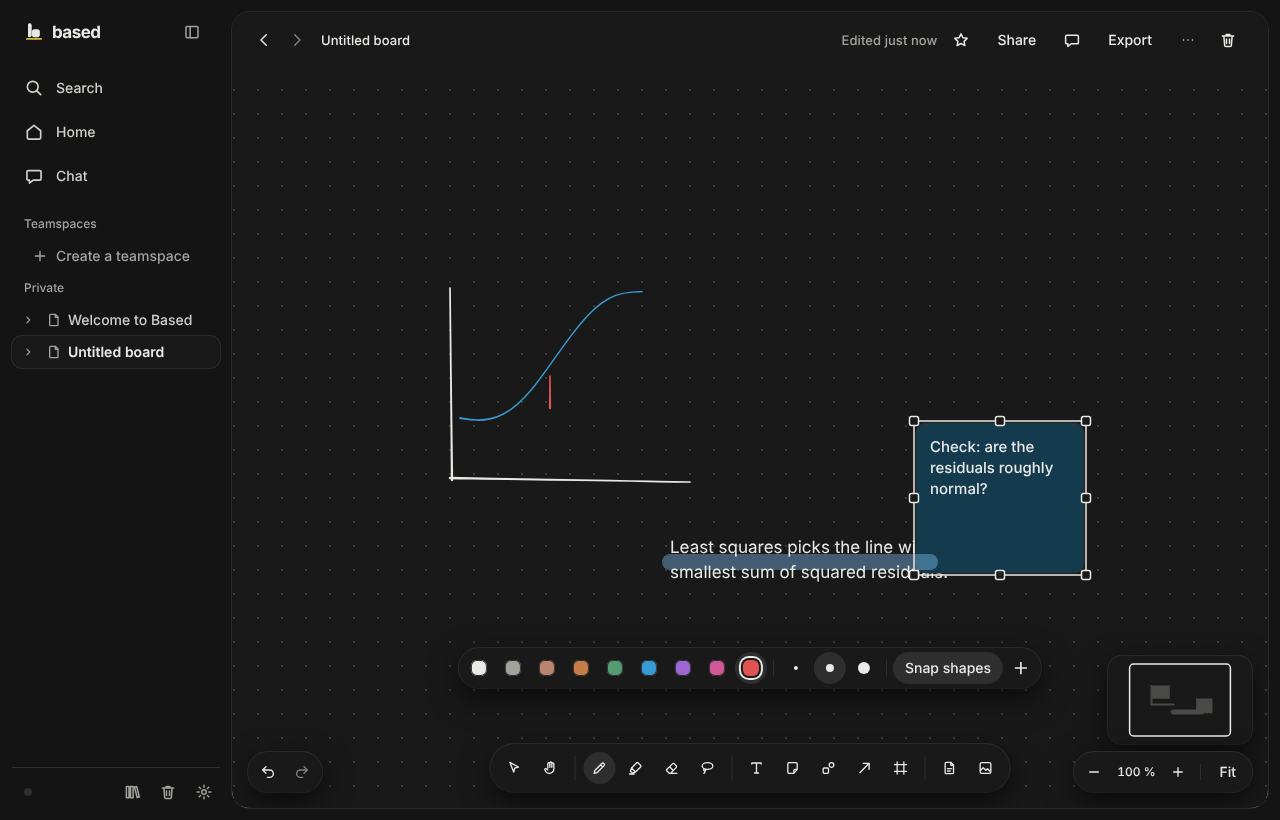 based
Search
Home
Chat
Teamspaces
Create a teamspace
Private
Welcome to Based
Untitled board
Untitled board
Edited just now
Share
Export
Check: are the
residuals roughly
normal?
Least squares picks the line wi
smallest sum of squared residuals.
Snap shapes
100 %
Fit